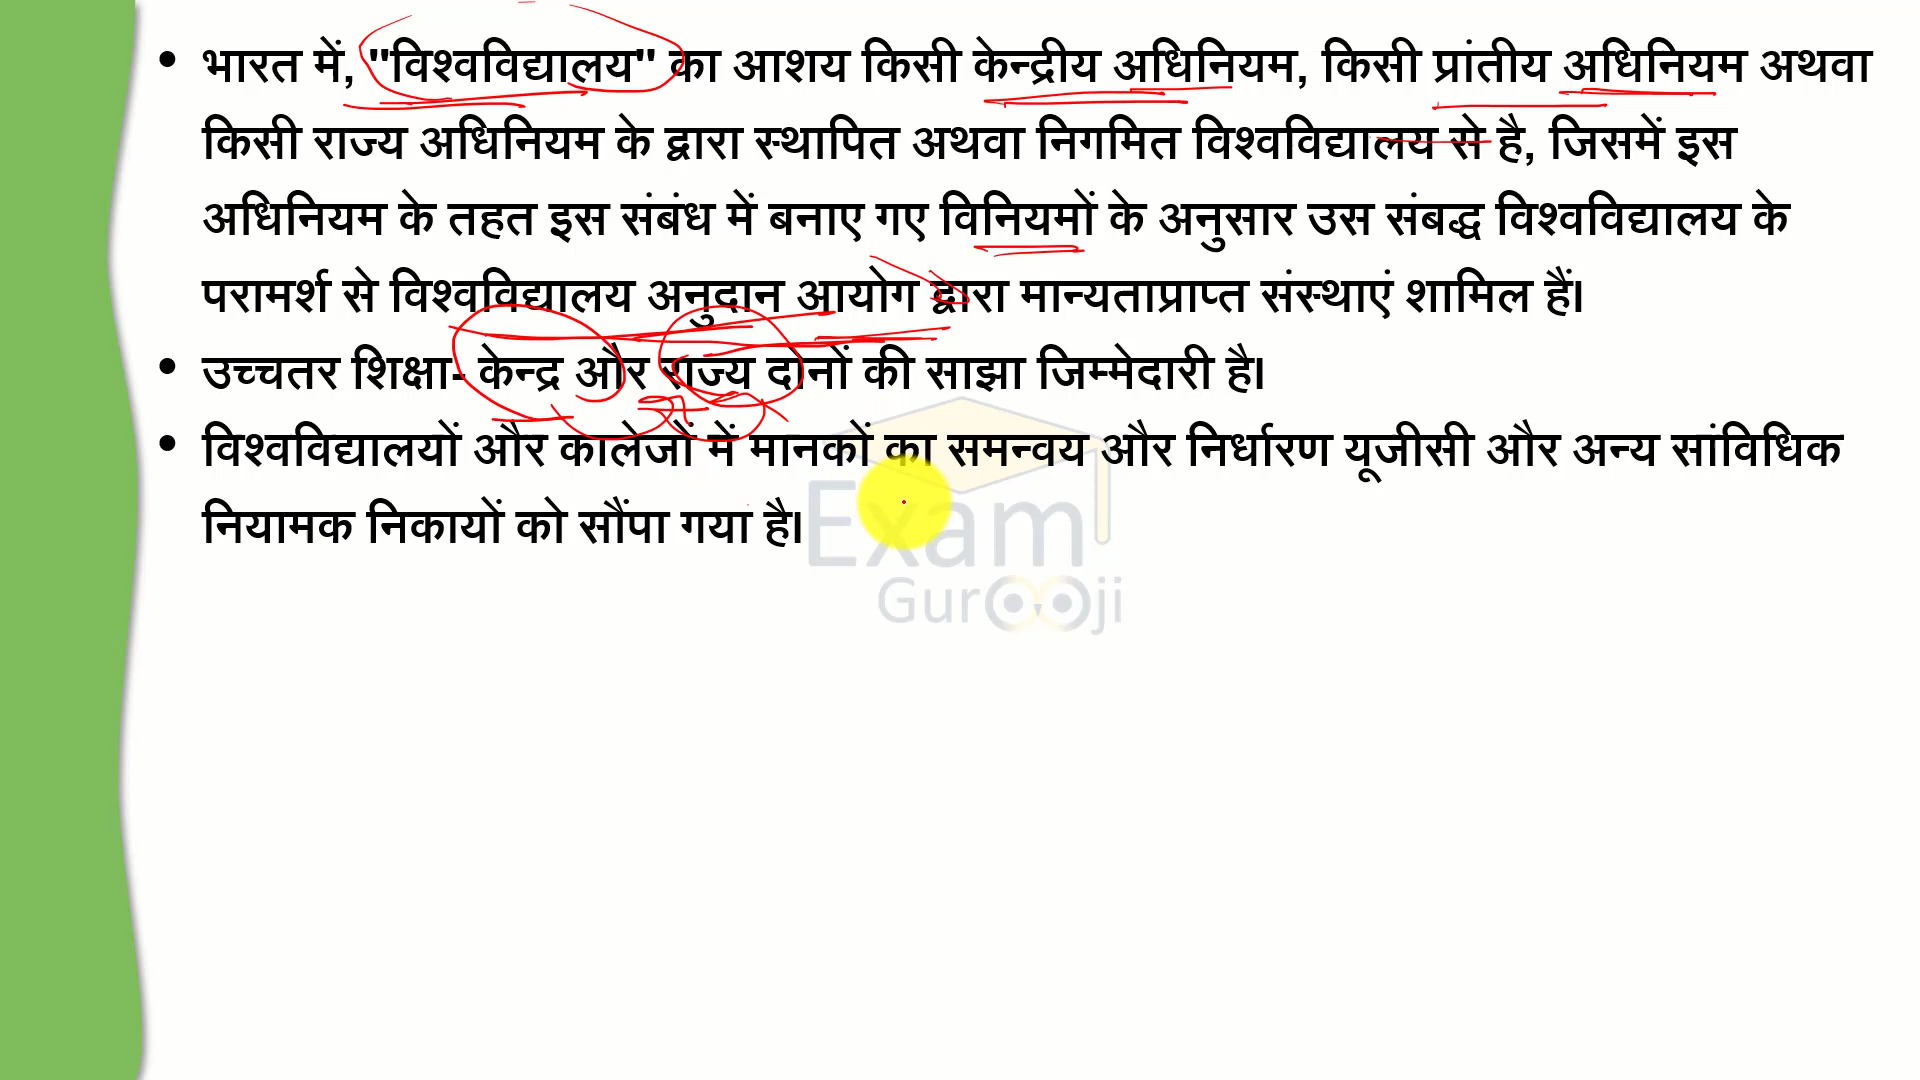 • भारत में, "विश्वविद्यालय" का आशय किसी केन्द्रीय अधिनियम, किसी प्रांतीय अधिनियम अथवा
किसी राज्य अधिनियम के द्वारा स्थापित अथवा निगमित विश्वविद्यालय से है, जिसमें इस
अधिनियम के तहत इस संबंध में बनाए गए विनियमों के अनुसार उस संबद्ध विश्वविद्यालय के
परामर्श से विश्वविद्यालय अनुदान आयोग द्वारा मान्यताप्राप्त संस्थाएं शामिल हैं।
• उच्चतर शिक्षा- केन्द्र और राज्य दोनों की साझा जिम्मेदारी है।
• विश्वविद्यालयों और कालेजों में मानकों का समन्वय और निर्धारण यूजीसी और अन्य सांविधिक
नियामक निकायों को सौंपा गया है।
Exam
Gurooji